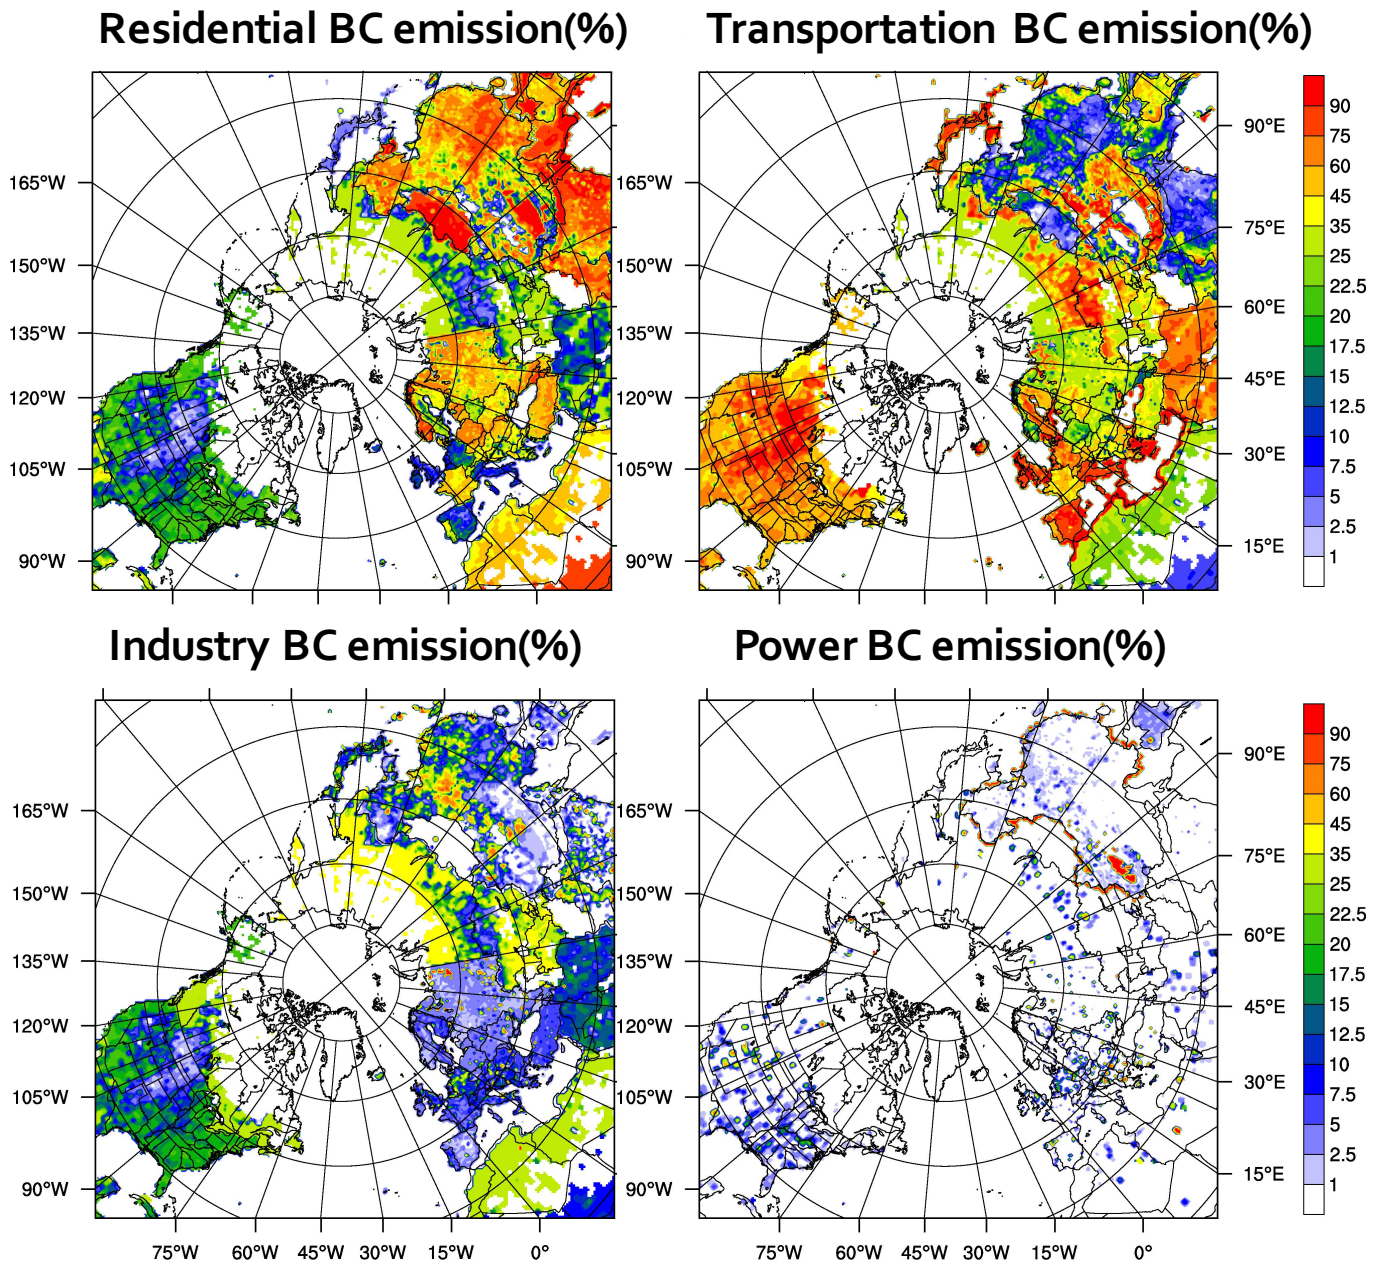 Residential BC emission(%)
Transportation BC emission(%)
165°W
150°W
135°W
120°W
105°W
90°W
165°W
150°W
135°W
120°W
105°W
90°W
90°E
75°E
60°E
45°E
30°E
15°E
90
75
60
45
35
25
22.5
20
17.5
15
12.5
10
7.5
5
2.5
1
Industry BC emission(%)
Power BC emission(%)
165°W
150°W
135°W
120°W
105°W
90°W
75°W 60°W 45°W 30°W 15°W 0°
165°W
150°W
135°W
120°W
105°W
90°W
75°W 60°W 45°W 30°W 15°W 0°
90°E
75°E
60°E
45°E
30°E
15°E
90
75
60
45
35
25
22.5
20
17.5
15
12.5
10
7.5
5
2.5
1